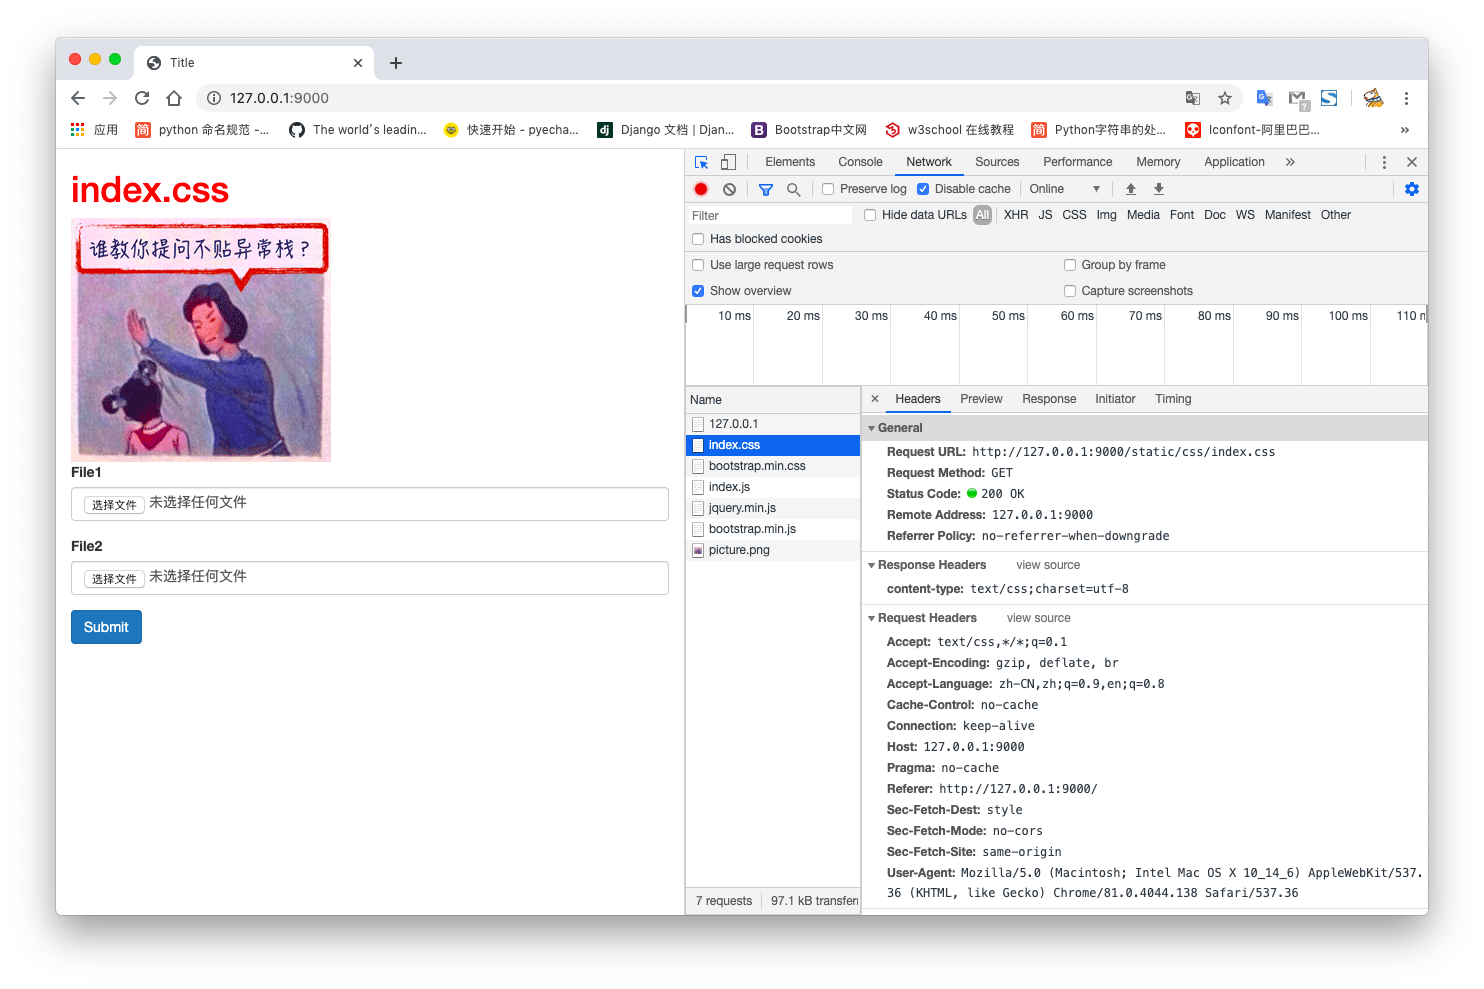 Title
127.0.0.1:9000
应用
简 python 命名规范 -...
The world's leadin...
快速开始 - pyecha...
dj Django 文档 | Djan...
B Bootstrap中文网
w3school 在线教程
简 Python字符串的处...
Iconfont-阿里巴巴...
»
index.css
谁教你提问不贴异常栈？
File1
选择文件 未选择任何文件
File2
选择文件 未选择任何文件
Submit
Elements Console Network Sources Performance Memory Application »
Preserve log Disable cache Online
Filter Hide data URLs All XHR JS CSS Img Media Font Doc WS Manifest Other
Has blocked cookies
Use large request rows Group by frame
Show overview Capture screenshots
10 ms 20 ms 30 ms 40 ms 50 ms 60 ms 70 ms 80 ms 90 ms 100 ms 110 m
Name
127.0.0.1
index.css
bootstrap.min.css
index.js
jquery.min.js
bootstrap.min.js
picture.png
7 requests 97.1 kB transferr
Headers Preview Response Initiator Timing
General
Request URL: http://127.0.0.1:9000/static/css/index.css
Request Method: GET
Status Code: 200 OK
Remote Address: 127.0.0.1:9000
Referrer Policy: no-referrer-when-downgrade
Response Headers view source
content-type: text/css;charset=utf-8
Request Headers view source
Accept: text/css,*/*;q=0.1
Accept-Encoding: gzip, deflate, br
Accept-Language: zh-CN,zh;q=0.9,en;q=0.8
Cache-Control: no-cache
Connection: keep-alive
Host: 127.0.0.1:9000
Pragma: no-cache
Referer: http://127.0.0.1:9000/
Sec-Fetch-Dest: style
Sec-Fetch-Mode: no-cors
Sec-Fetch-Site: same-origin
User-Agent: Mozilla/5.0 (Macintosh; Intel Mac OS X 10_14_6) AppleWebKit/537.
36 (KHTML, like Gecko) Chrome/81.0.4044.138 Safari/537.36